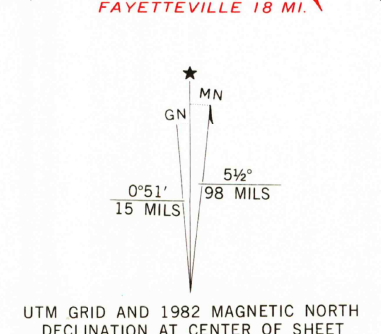 FAYETTEVILLE 18 MI.
MN
GN
0°51′
15 MILS
5½°
98 MILS
UTM GRID AND 1982 MAGNETIC NORTH
DECLINATION AT CENTER OF SHEET